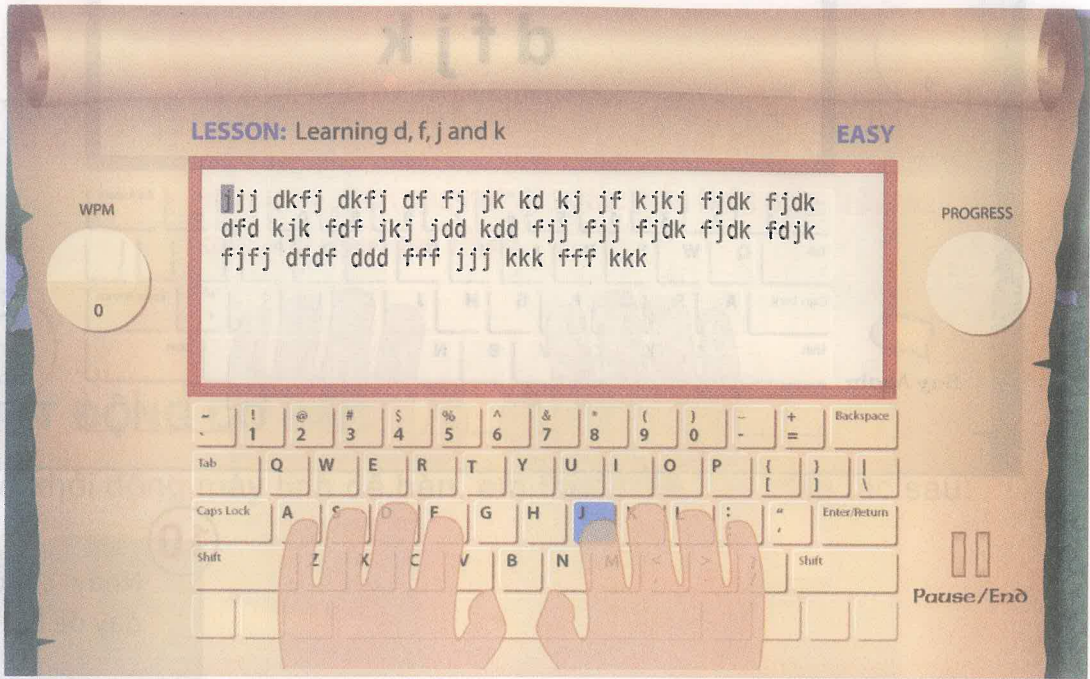 LESSON: Learning d, f, j and k
EASY
jjj dkfj dkfj df fj jk kd kj jf kjkj fjdk fjdk
dfd kjk fdf jkj jdd kdd fjj fjj fjdk fjdk fdjk
fjfj dfdf ddd fff jjj kkk fff kkk
WPM
0
PROGRESS
~ ! @ # $ % ^ & * ( ) _ + Backspace
` 1 2 3 4 5 6 7 8 9 0 - =
Tab Q W E R T Y U I O P { } |
[ ] \
Caps Lock A S D F G H J K L : " Enter/Return
Shift Z X C V B N M < > Shift
Pause/End